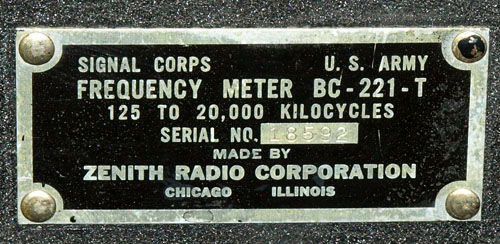 SIGNAL CORPS U. S. ARMY
FREQUENCY METER BC-221-T
125 TO 20,000 KILOCYCLES
SERIAL NO. 18592
MADE BY
ZENITH RADIO CORPORATION
CHICAGO ILLINOIS